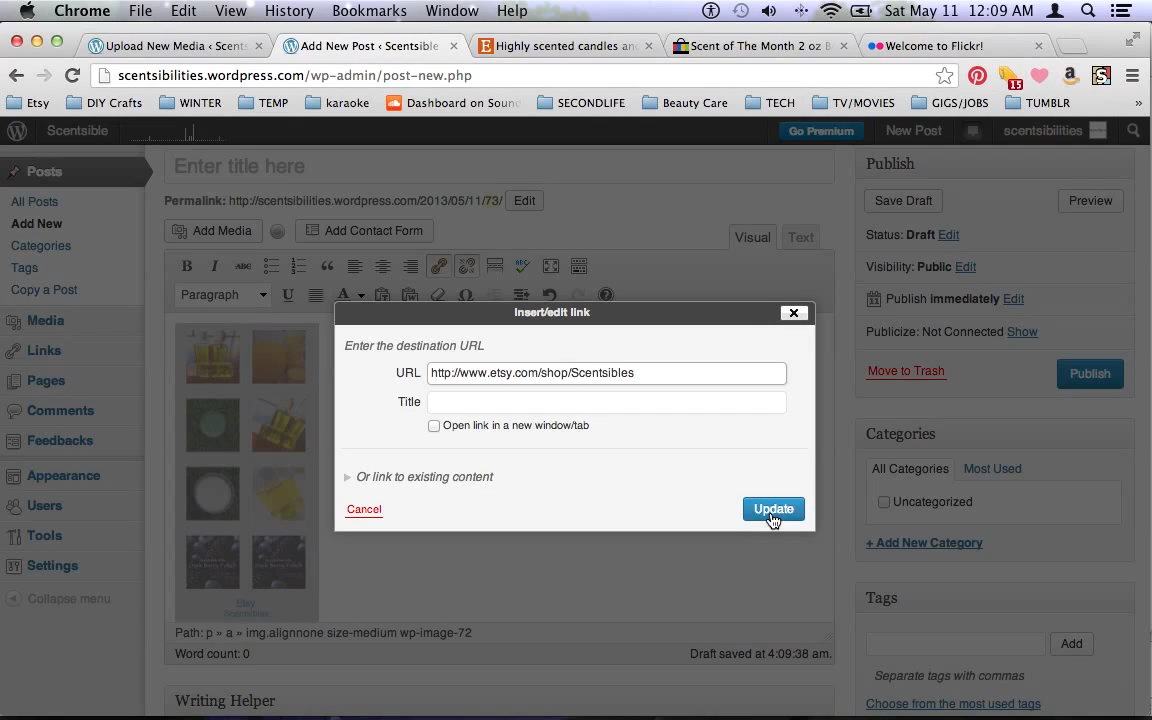 Chrome File Edit View History Bookmarks Window Help Sat May 11 12:09 AM
Upload New Media ‹ Scents Add New Post ‹ Scentsible Highly scented candles an Scent of The Month 2 oz B Welcome to Flickr!
scentsibilities.wordpress.com/wp-admin/post-new.php 15
Etsy DIY Crafts WINTER TEMP karaoke Dashboard on Soun SECONDLIFE Beauty Care TECH TV/MOVIES GIGS/JOBS TUMBLR »
Scentsible Go Premium New Post scentsibilities
Posts
All Posts
Add New
Categories
Tags
Copy a Post
Media
Links
Pages
Comments
Feedbacks
Appearance
Users
Tools
Settings
Collapse menu
Enter title here
Permalink: http://scentsibilities.wordpress.com/2013/05/11/73/ Edit
Add Media Add Contact Form Visual Text
B I ABC ABC
Paragraph U A
Insert/edit link
Enter the destination URL
URL http://www.etsy.com/shop/Scentsibles
Title
Open link in a new window/tab
Or link to existing content
Cancel Update
Etsy
Path: p » a » img.alignnone size-medium wp-image-72
Word count: 0 Draft saved at 4:09:38 am.
Writing Helper
Publish
Save Draft Preview
Status: Draft Edit
Visibility: Public Edit
Publish immediately Edit
Publicize: Not Connected Show
Move to Trash Publish
Categories
All Categories Most Used
Uncategorized
+ Add New Category
Tags
Add
Separate tags with commas
Choose from the most used tags